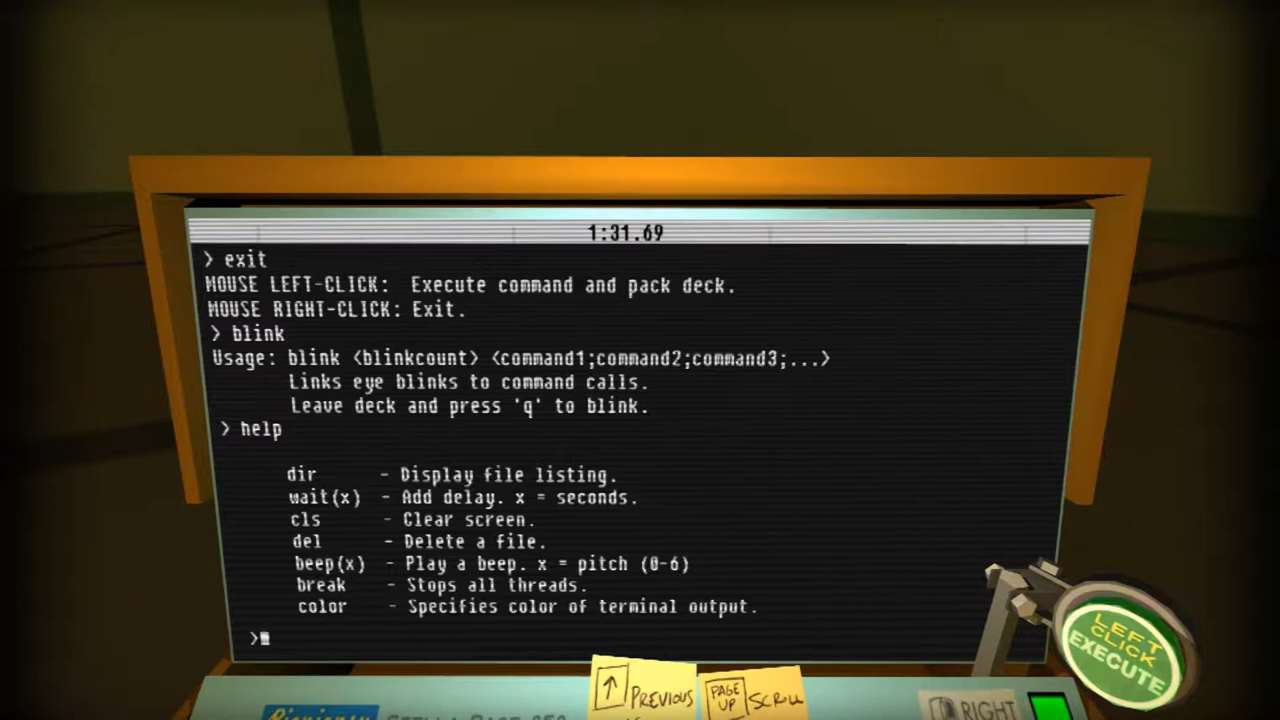 1:31.69
> exit
MOUSE LEFT-CLICK: Execute command and pack deck.
MOUSE RIGHT-CLICK: Exit.
> blink
Usage: blink <blinkcount> <command1;command2;command3;...>
Links eye blinks to command calls.
Leave deck and press 'q' to blink.
> help
dir - Display file listing.
wait(x) - Add delay. x = seconds.
cls - Clear screen.
del - Delete a file.
beep(x) - Play a beep. x = pitch (0-6)
break - Stops all threads.
color - Specifies color of terminal output.
>
LEFT
CLICK
EXECUTE
↑ PREVIOUS
PAGE
UP SCROLL
RIGHT